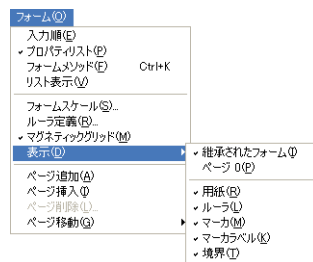 フォーム(O)
入力順(E)
✓プロパティリスト(P)
フォームメソッド(F) Ctrl+K
リスト表示(V)
フォームスケール(S)...
ルーラ定義(R)...
✓マグネティックグリッド(M)
表示(D)
✓継承されたフォーム(I)
ページ 0(P)
✓用紙(R)
✓ルーラ(L)
✓マーカ(M)
✓マーカラベル(K)
✓境界(T)
ページ追加(A)
ページ挿入(I)
ページ削除(L)...
ページ移動(G)